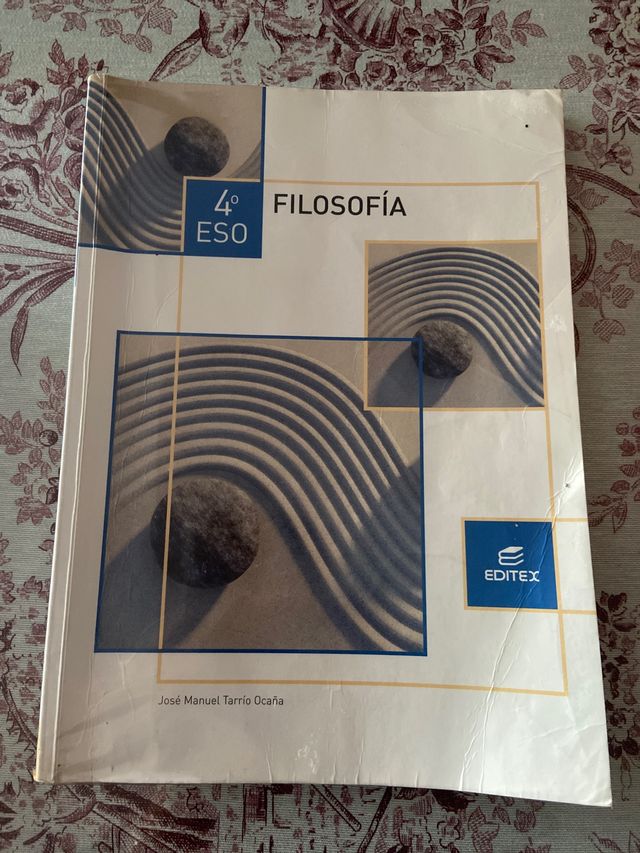 4º
ESO
FILOSOFÍA
EDITEX
José Manuel Tarrío Ocaña